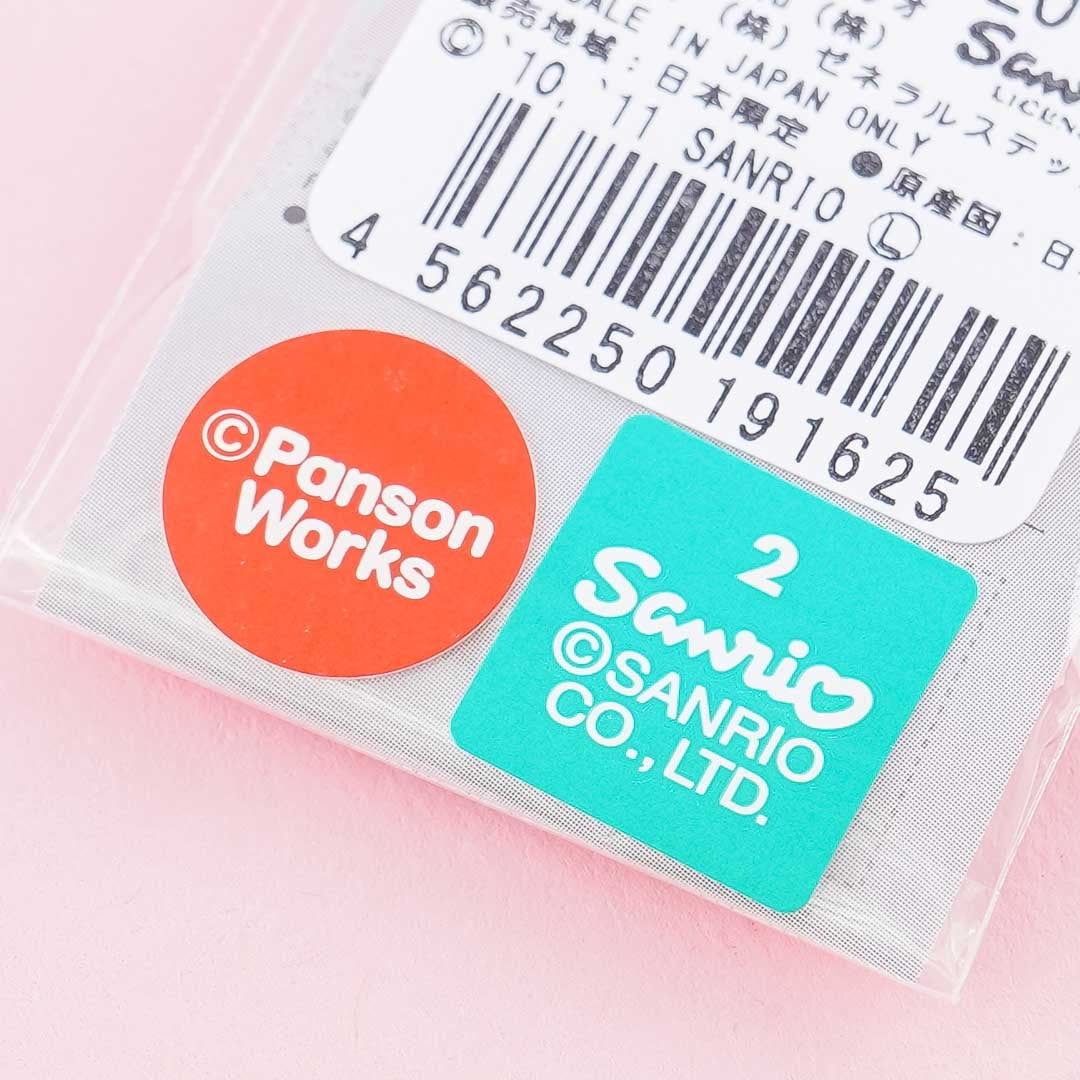 (株)
(株)ゼネラルステッ
SALE IN JAPAN ONLY
販売地域:日本限定 ●原産国:日
© '10, '11 SANRIO Ⓛ
4 562250 191625
©Panson
Works
2
Sanrio
©SANRIO
CO., LTD.